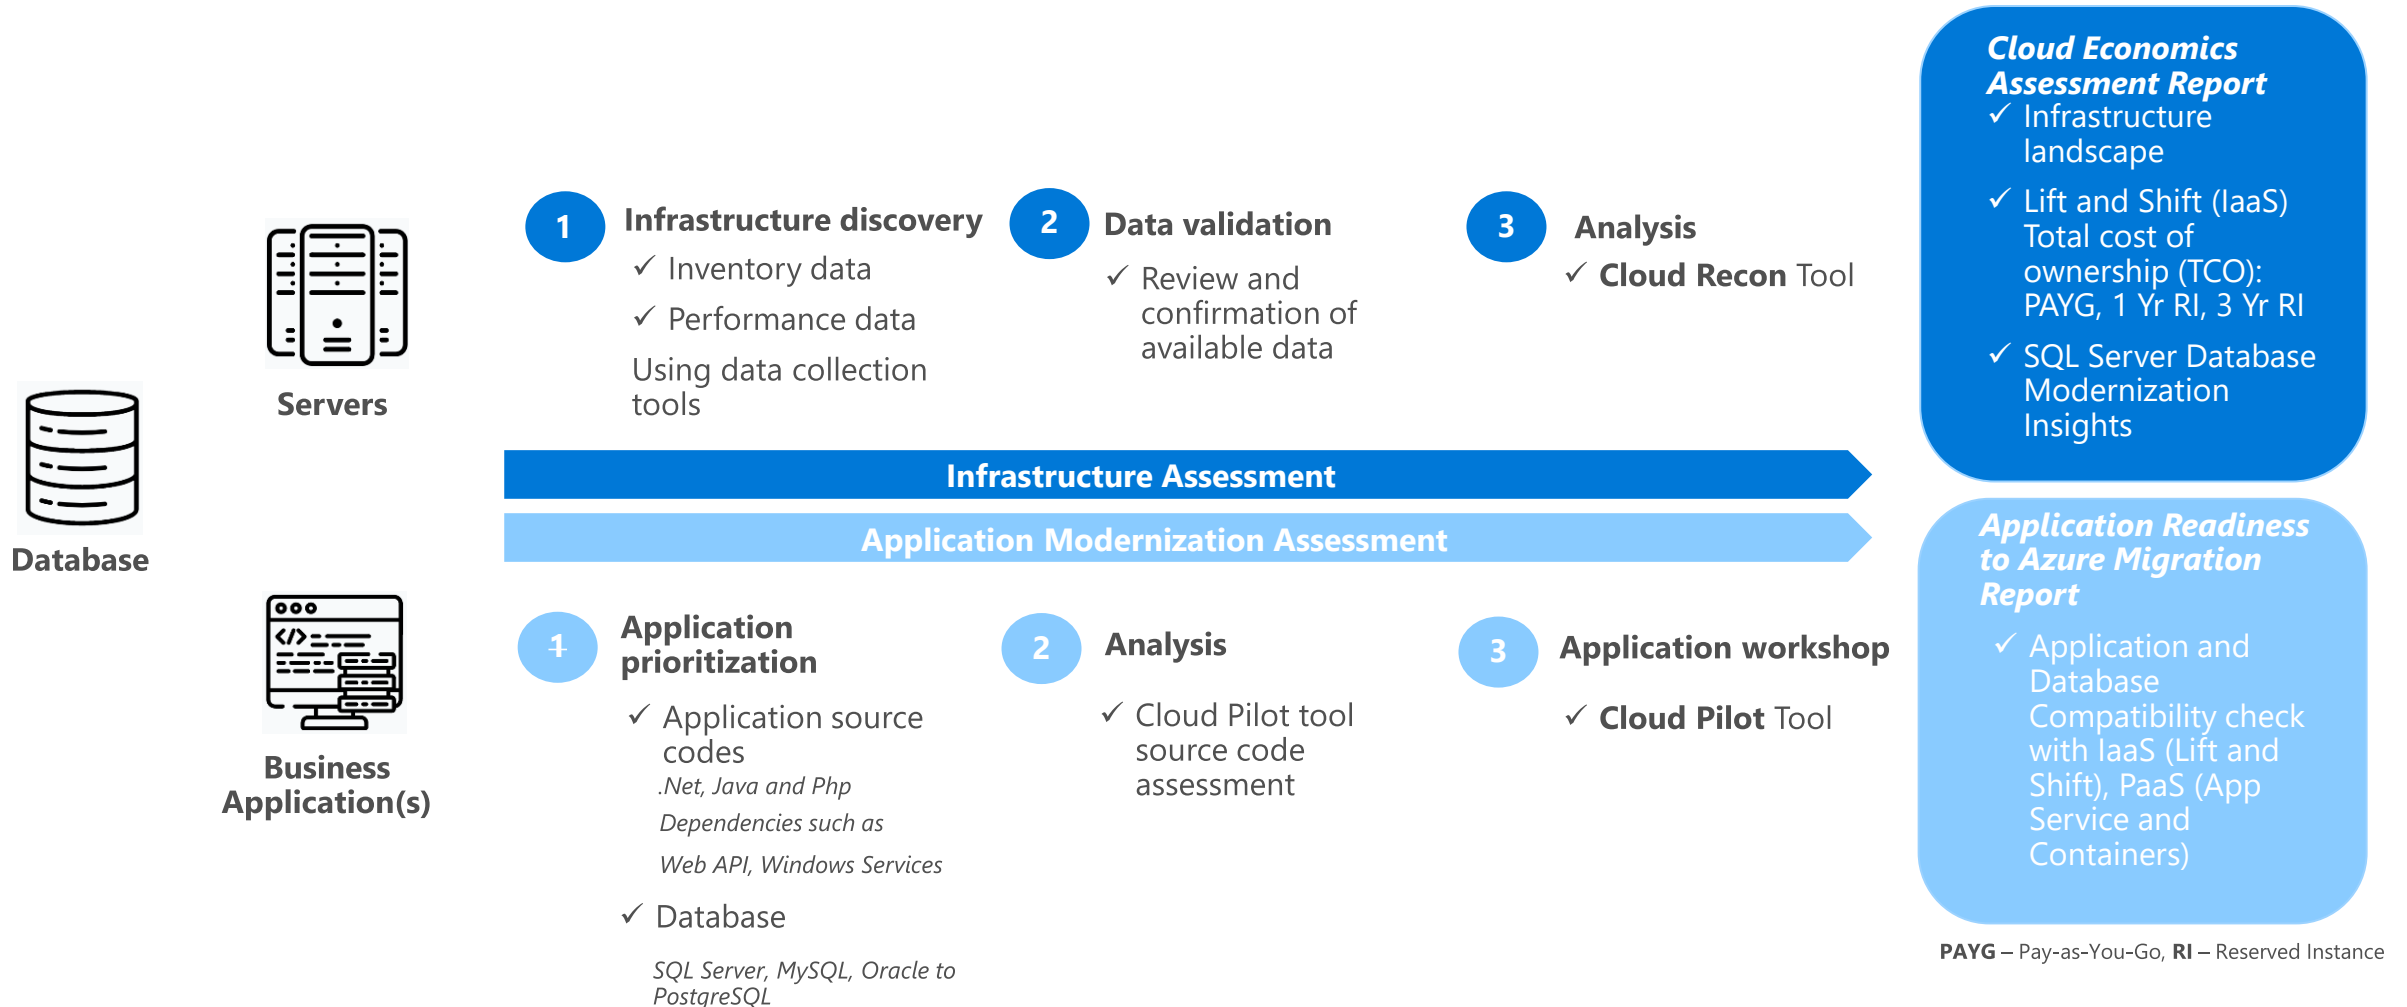 Cloud Economics
Assessment Report
✓ Infrastructure
landscape
✓ Lift and Shift (IaaS)
Total cost of
ownership (TCO):
PAYG, 1 Yr RI, 3 Yr RI
✓ SQL Server Database
Modernization
Insights
1
Infrastructure discovery
✓ Inventory data
✓ Performance data
Using data collection
tools
2
Data validation
✓ Review and
confirmation of
available data
3
Analysis
✓ Cloud Recon Tool
Servers
Database
Business
Application(s)
Infrastructure Assessment
Application Modernization Assessment
1
Application
prioritization
✓ Application source
codes
.Net, Java and Php
Dependencies such as
Web API, Windows Services
✓ Database
SQL Server, MySQL, Oracle to
PostgreSQL
2
Analysis
✓ Cloud Pilot tool
source code
assessment
3
Application workshop
✓ Cloud Pilot Tool
Application Readiness
to Azure Migration
Report
✓ Application and
Database
Compatibility check
with IaaS (Lift and
Shift), PaaS (App
Service and
Containers)
PAYG – Pay-as-You-Go, RI – Reserved Instance